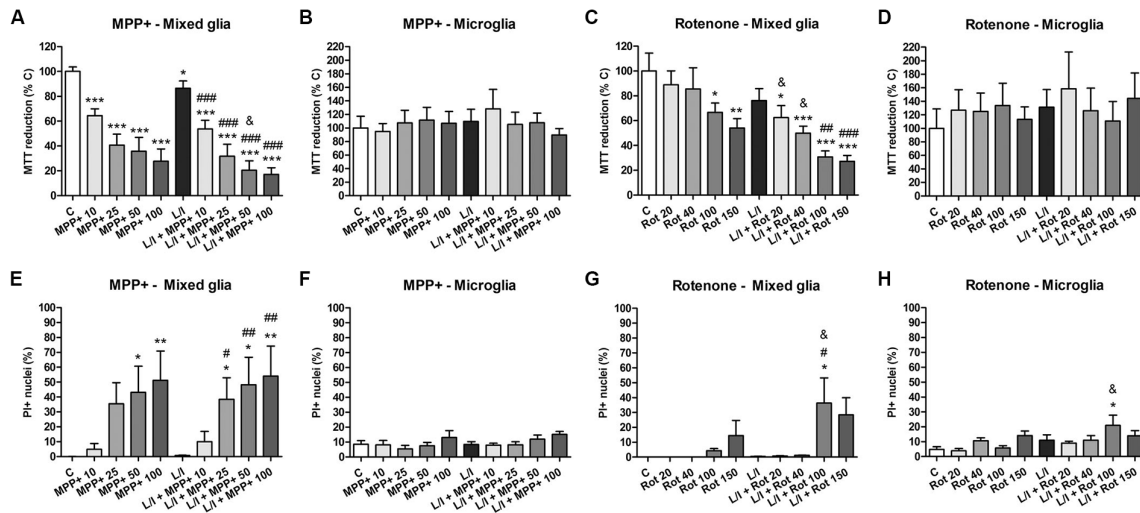 A
MPP+ - Mixed glia
MTT reduction (% C)
120
100
80
60
40
20
0
***
***
***
***
*
###
***
###
***
&
###
***
###
***
C
MPP+ 10
MPP+ 25
MPP+ 50
MPP+ 100
L/I
L/I + MPP+ 10
L/I + MPP+ 25
L/I + MPP+ 50
L/I + MPP+ 100
B
MPP+ - Microglia
MTT reduction (% C)
220
200
180
160
140
120
100
80
60
40
20
0
C
MPP+ 10
MPP+ 25
MPP+ 50
MPP+ 100
L/I
L/I + MPP+ 10
L/I + MPP+ 25
L/I + MPP+ 50
L/I + MPP+ 100
C
Rotenone - Mixed glia
MTT reduction (% C)
120
100
80
60
40
20
0
*
**
&
*
&
***
##
***
###
***
C
Rot 20
Rot 40
Rot 100
Rot 150
L/I
L/I + Rot 20
L/I + Rot 40
L/I + Rot 100
L/I + Rot 150
D
Rotenone - Microglia
MTT reduction (% C)
220
200
180
160
140
120
100
80
60
40
20
0
C
Rot 20
Rot 40
Rot 100
Rot 150
L/I
L/I + Rot 20
L/I + Rot 40
L/I + Rot 100
L/I + Rot 150
E
MPP+ - Mixed glia
PI+ nuclei (%)
100
90
80
70
60
50
40
30
20
10
0
*
**
#
*
##
*
##
**
C
MPP+ 10
MPP+ 25
MPP+ 50
MPP+ 100
L/I
L/I + MPP+ 10
L/I + MPP+ 25
L/I + MPP+ 50
L/I + MPP+ 100
F
MPP+ - Microglia
PI+ nuclei (%)
100
90
80
70
60
50
40
30
20
10
0
C
MPP+ 10
MPP+ 25
MPP+ 50
MPP+ 100
L/I
L/I + MPP+ 10
L/I + MPP+ 25
L/I + MPP+ 50
L/I + MPP+ 100
G
Rotenone - Mixed glia
PI+ nuclei (%)
100
90
80
70
60
50
40
30
20
10
0
&
#
*
C
Rot 20
Rot 40
Rot 100
Rot 150
L/I
L/I + Rot 20
L/I + Rot 40
L/I + Rot 100
L/I + Rot 150
H
Rotenone - Microglia
PI+ nuclei (%)
100
90
80
70
60
50
40
30
20
10
0
&
*
C
Rot 20
Rot 40
Rot 100
Rot 150
L/I
L/I + Rot 20
L/I + Rot 40
L/I + Rot 100
L/I + Rot 150